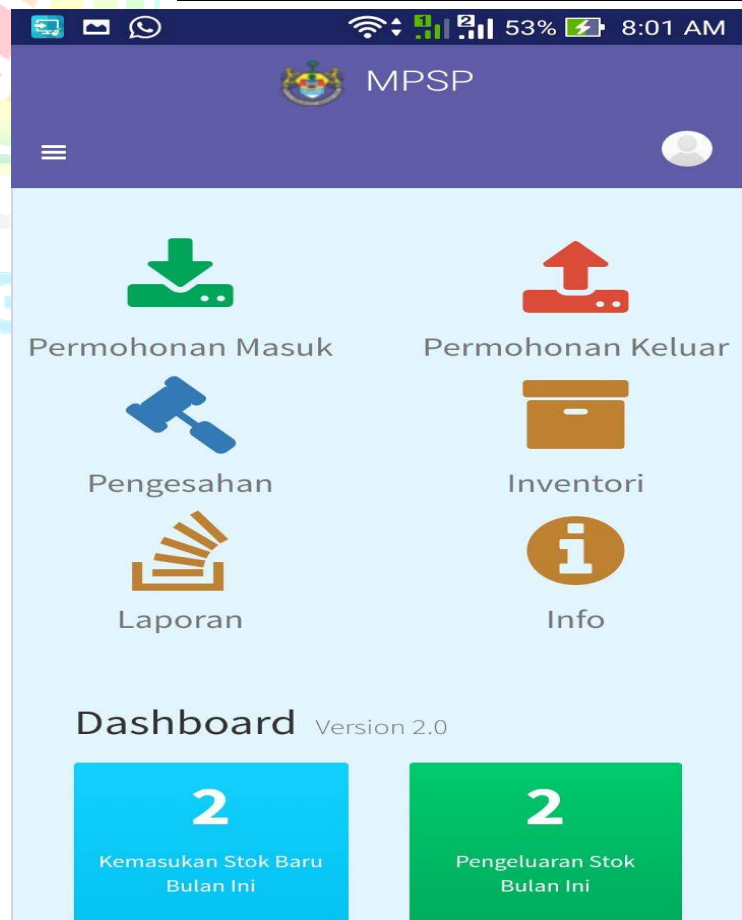 53% 8:01 AM
MPSP
Permohonan Masuk Permohonan Keluar
Pengesahan Inventori
Laporan Info
Dashboard Version 2.0
2 2
Kemasukan Stok Baru Pengeluaran Stok
Bulan Ini Bulan Ini